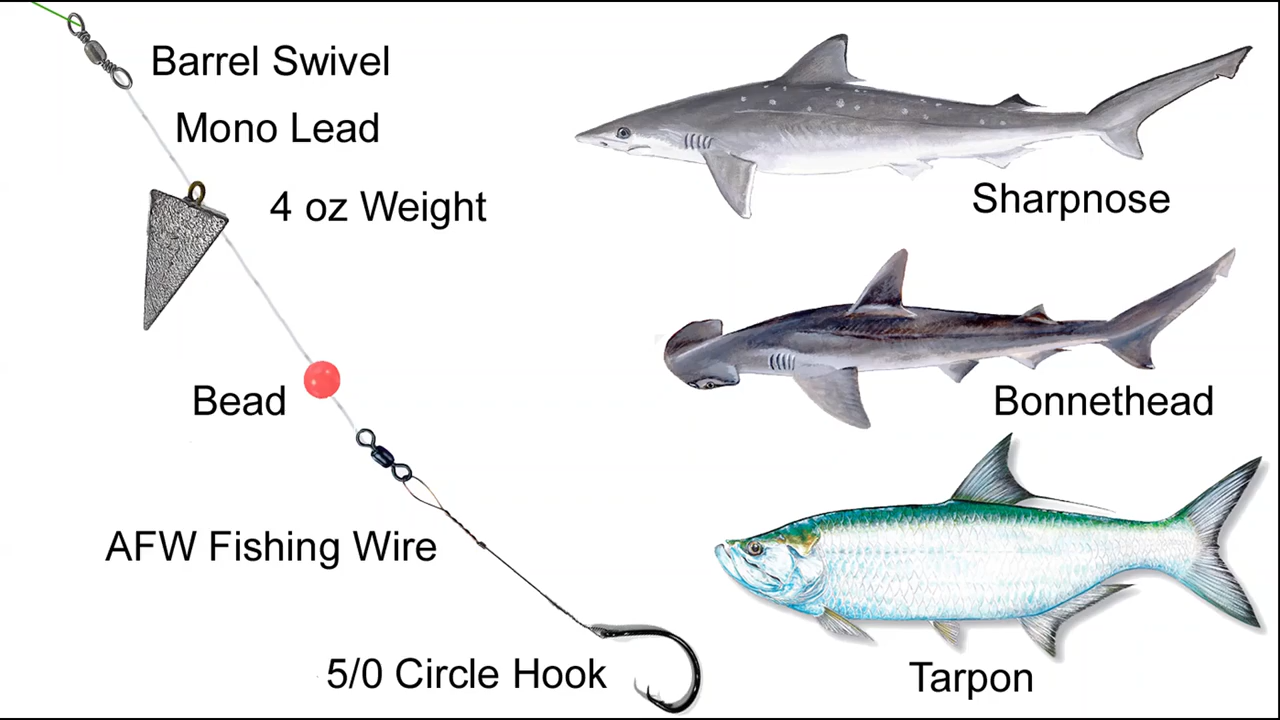 Barrel Swivel
Mono Lead
4 oz Weight
Bead
AFW Fishing Wire
5/0 Circle Hook
Sharpnose
Bonnethead
Tarpon